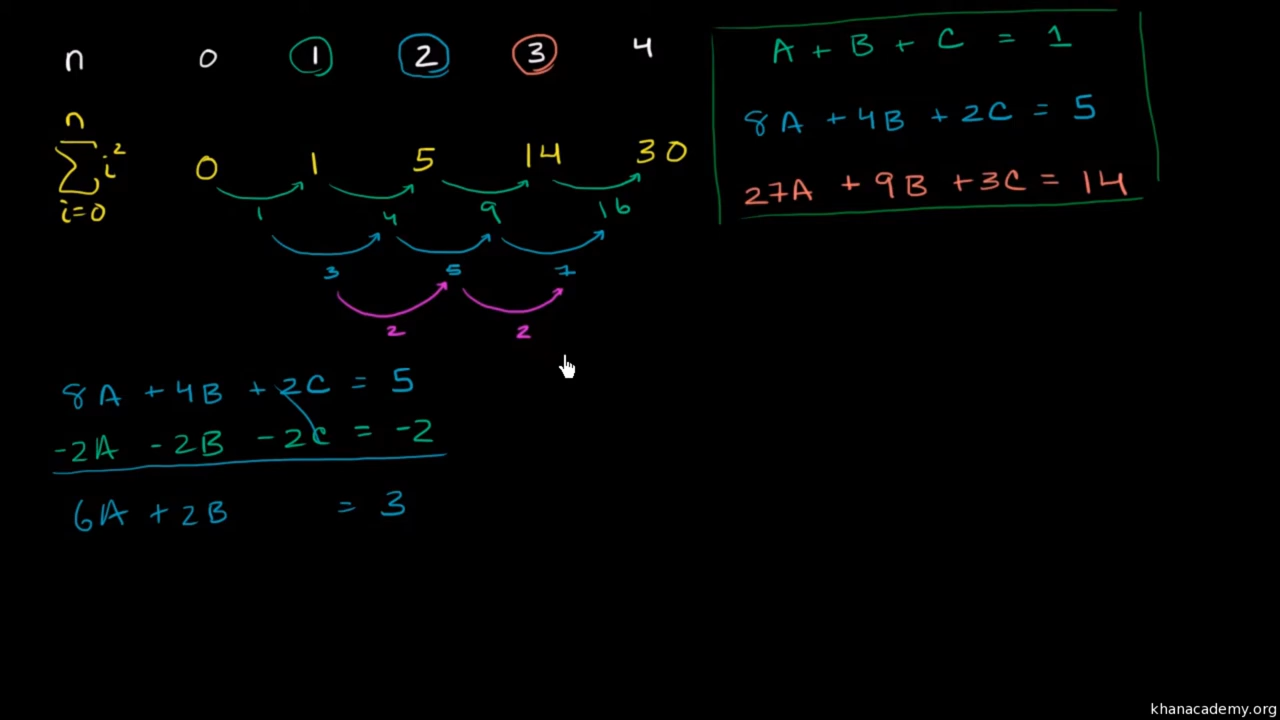 n 0 1 2 3 4
n
∑ i² 0 1 5 14 30
i=0
1 4 9 16
3 5 7
2 2
A + B + C = 1
8A + 4B + 2C = 5
27A + 9B + 3C = 14
8A + 4B + 2C = 5
-2A - 2B - 2C = -2
6A + 2B = 3
khanacademy.org